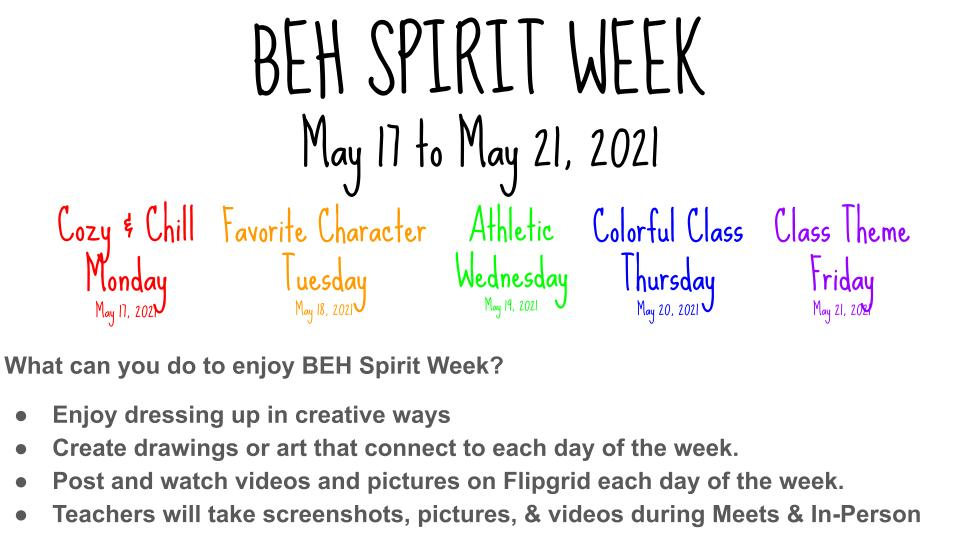 BEH SPIRIT WEEK
May 17 to May 21, 2021
Cozy & Chill
Monday
May 17, 2021
Favorite Character
Tuesday
May 18, 2021
Athletic
Wednesday
May 19, 2021
Colorful Class
Thursday
May 20, 2021
Class Theme
Friday
May 21, 2021
What can you do to enjoy BEH Spirit Week?
● Enjoy dressing up in creative ways
● Create drawings or art that connect to each day of the week.
● Post and watch videos and pictures on Flipgrid each day of the week.
● Teachers will take screenshots, pictures, & videos during Meets & In-Person